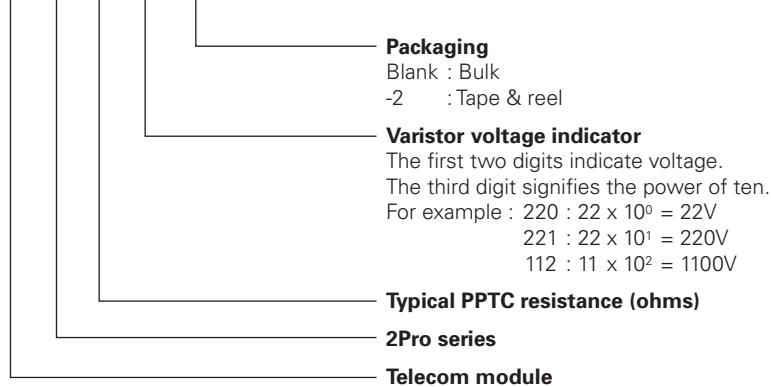 Packaging
Blank : Bulk
-2 : Tape & reel
Varistor voltage indicator
The first two digits indicate voltage.
The third digit signifies the power of ten.
For example : 220 : 22 x 10⁰ = 22V
221 : 22 x 10¹ = 220V
112 : 11 x 10² = 1100V
Typical PPTC resistance (ohms)
2Pro series
Telecom module